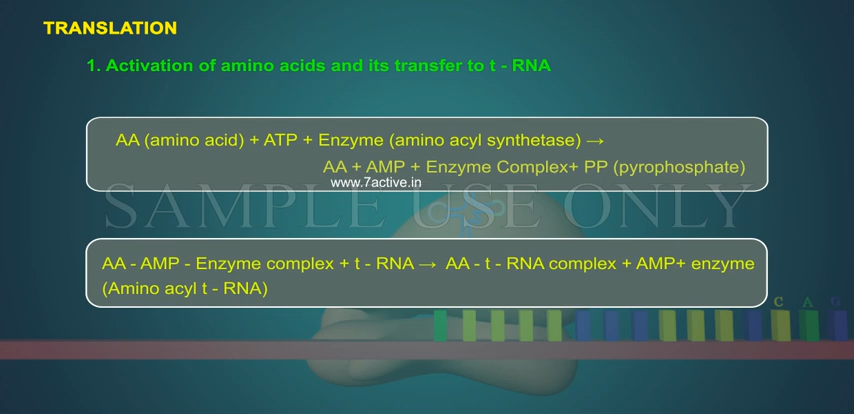 TRANSLATION
1. Activation of amino acids and its transfer to t - RNA
AA (amino acid) + ATP + Enzyme (amino acyl synthetase) →
AA + AMP + Enzyme Complex+ PP (pyrophosphate)
www.7active.in
SAMPLE USE ONLY
AA - AMP - Enzyme complex + t - RNA → AA - t - RNA complex + AMP+ enzyme
(Amino acyl t - RNA)
C A G